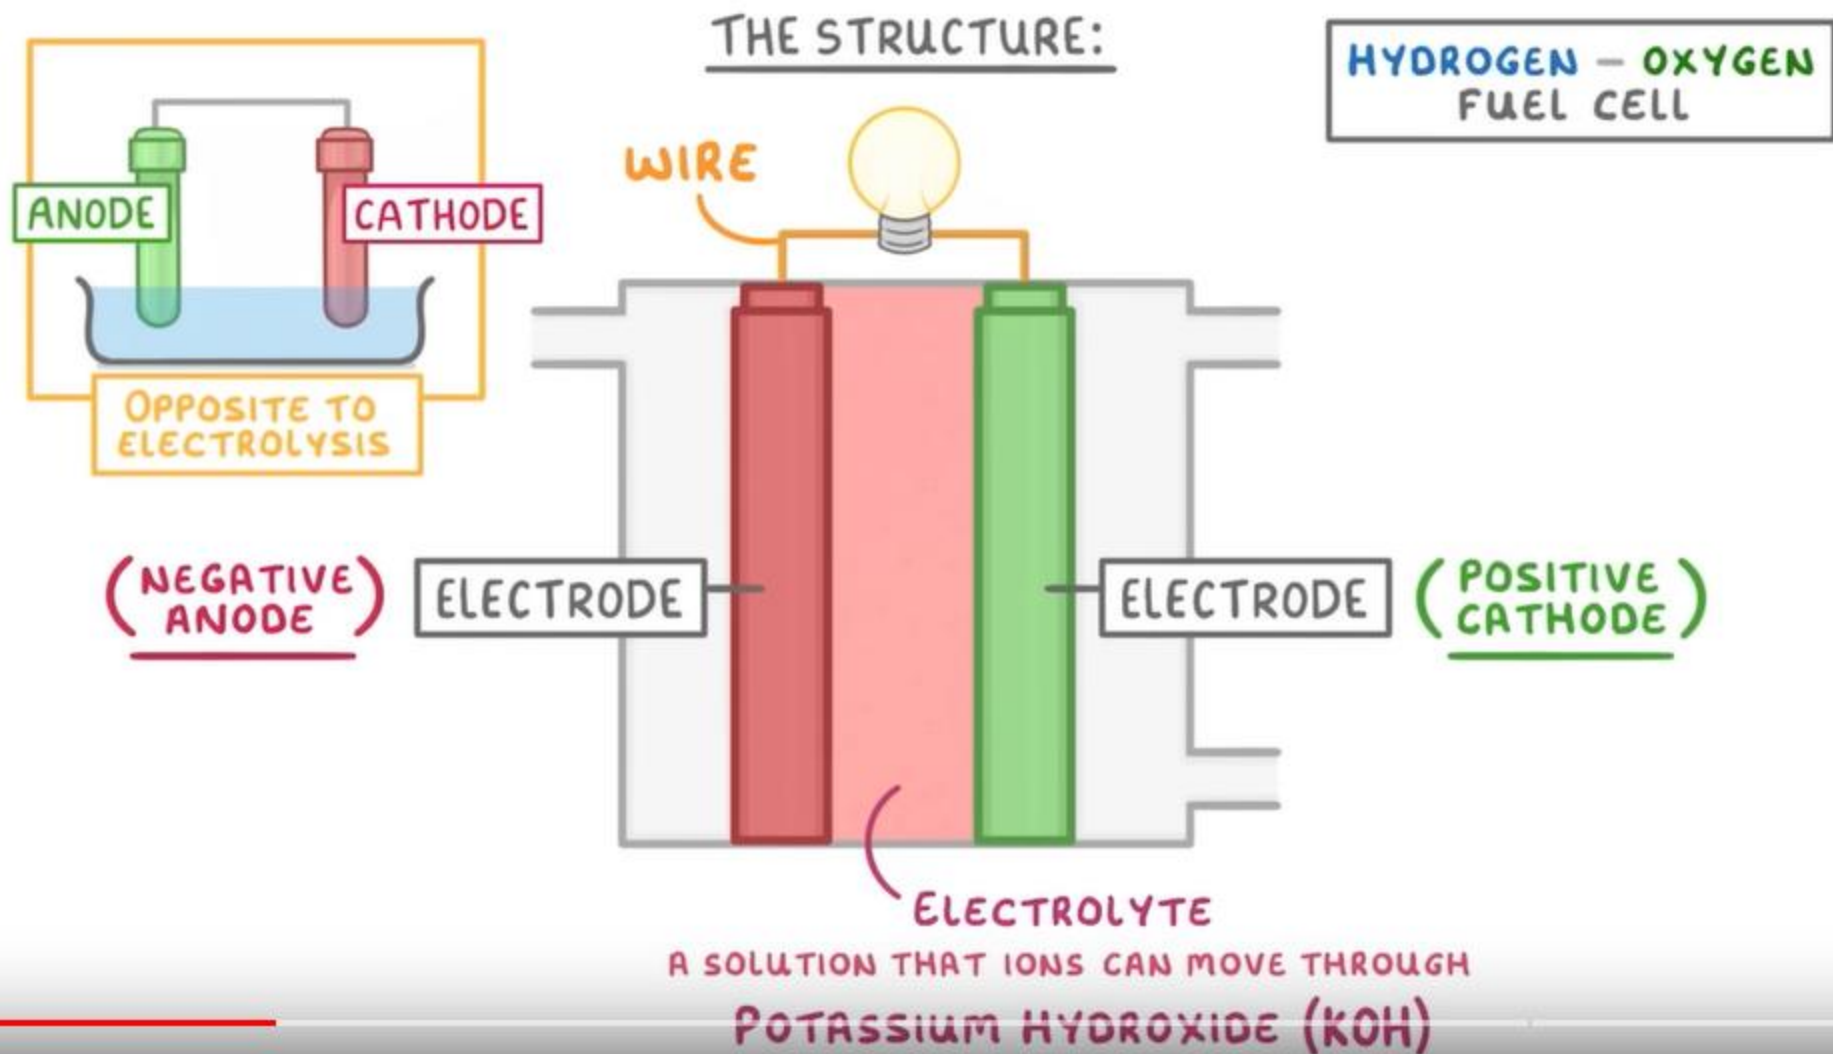 THE STRUCTURE:
HYDROGEN - OXYGEN
FUEL CELL
WIRE
ANODE
CATHODE
OPPOSITE TO
ELECTROLYSIS
(NEGATIVE
ANODE)
ELECTRODE
ELECTRODE
(POSITIVE
CATHODE)
ELECTROLYTE
A SOLUTION THAT IONS CAN MOVE THROUGH
POTASSIUM HYDROXIDE (KOH)